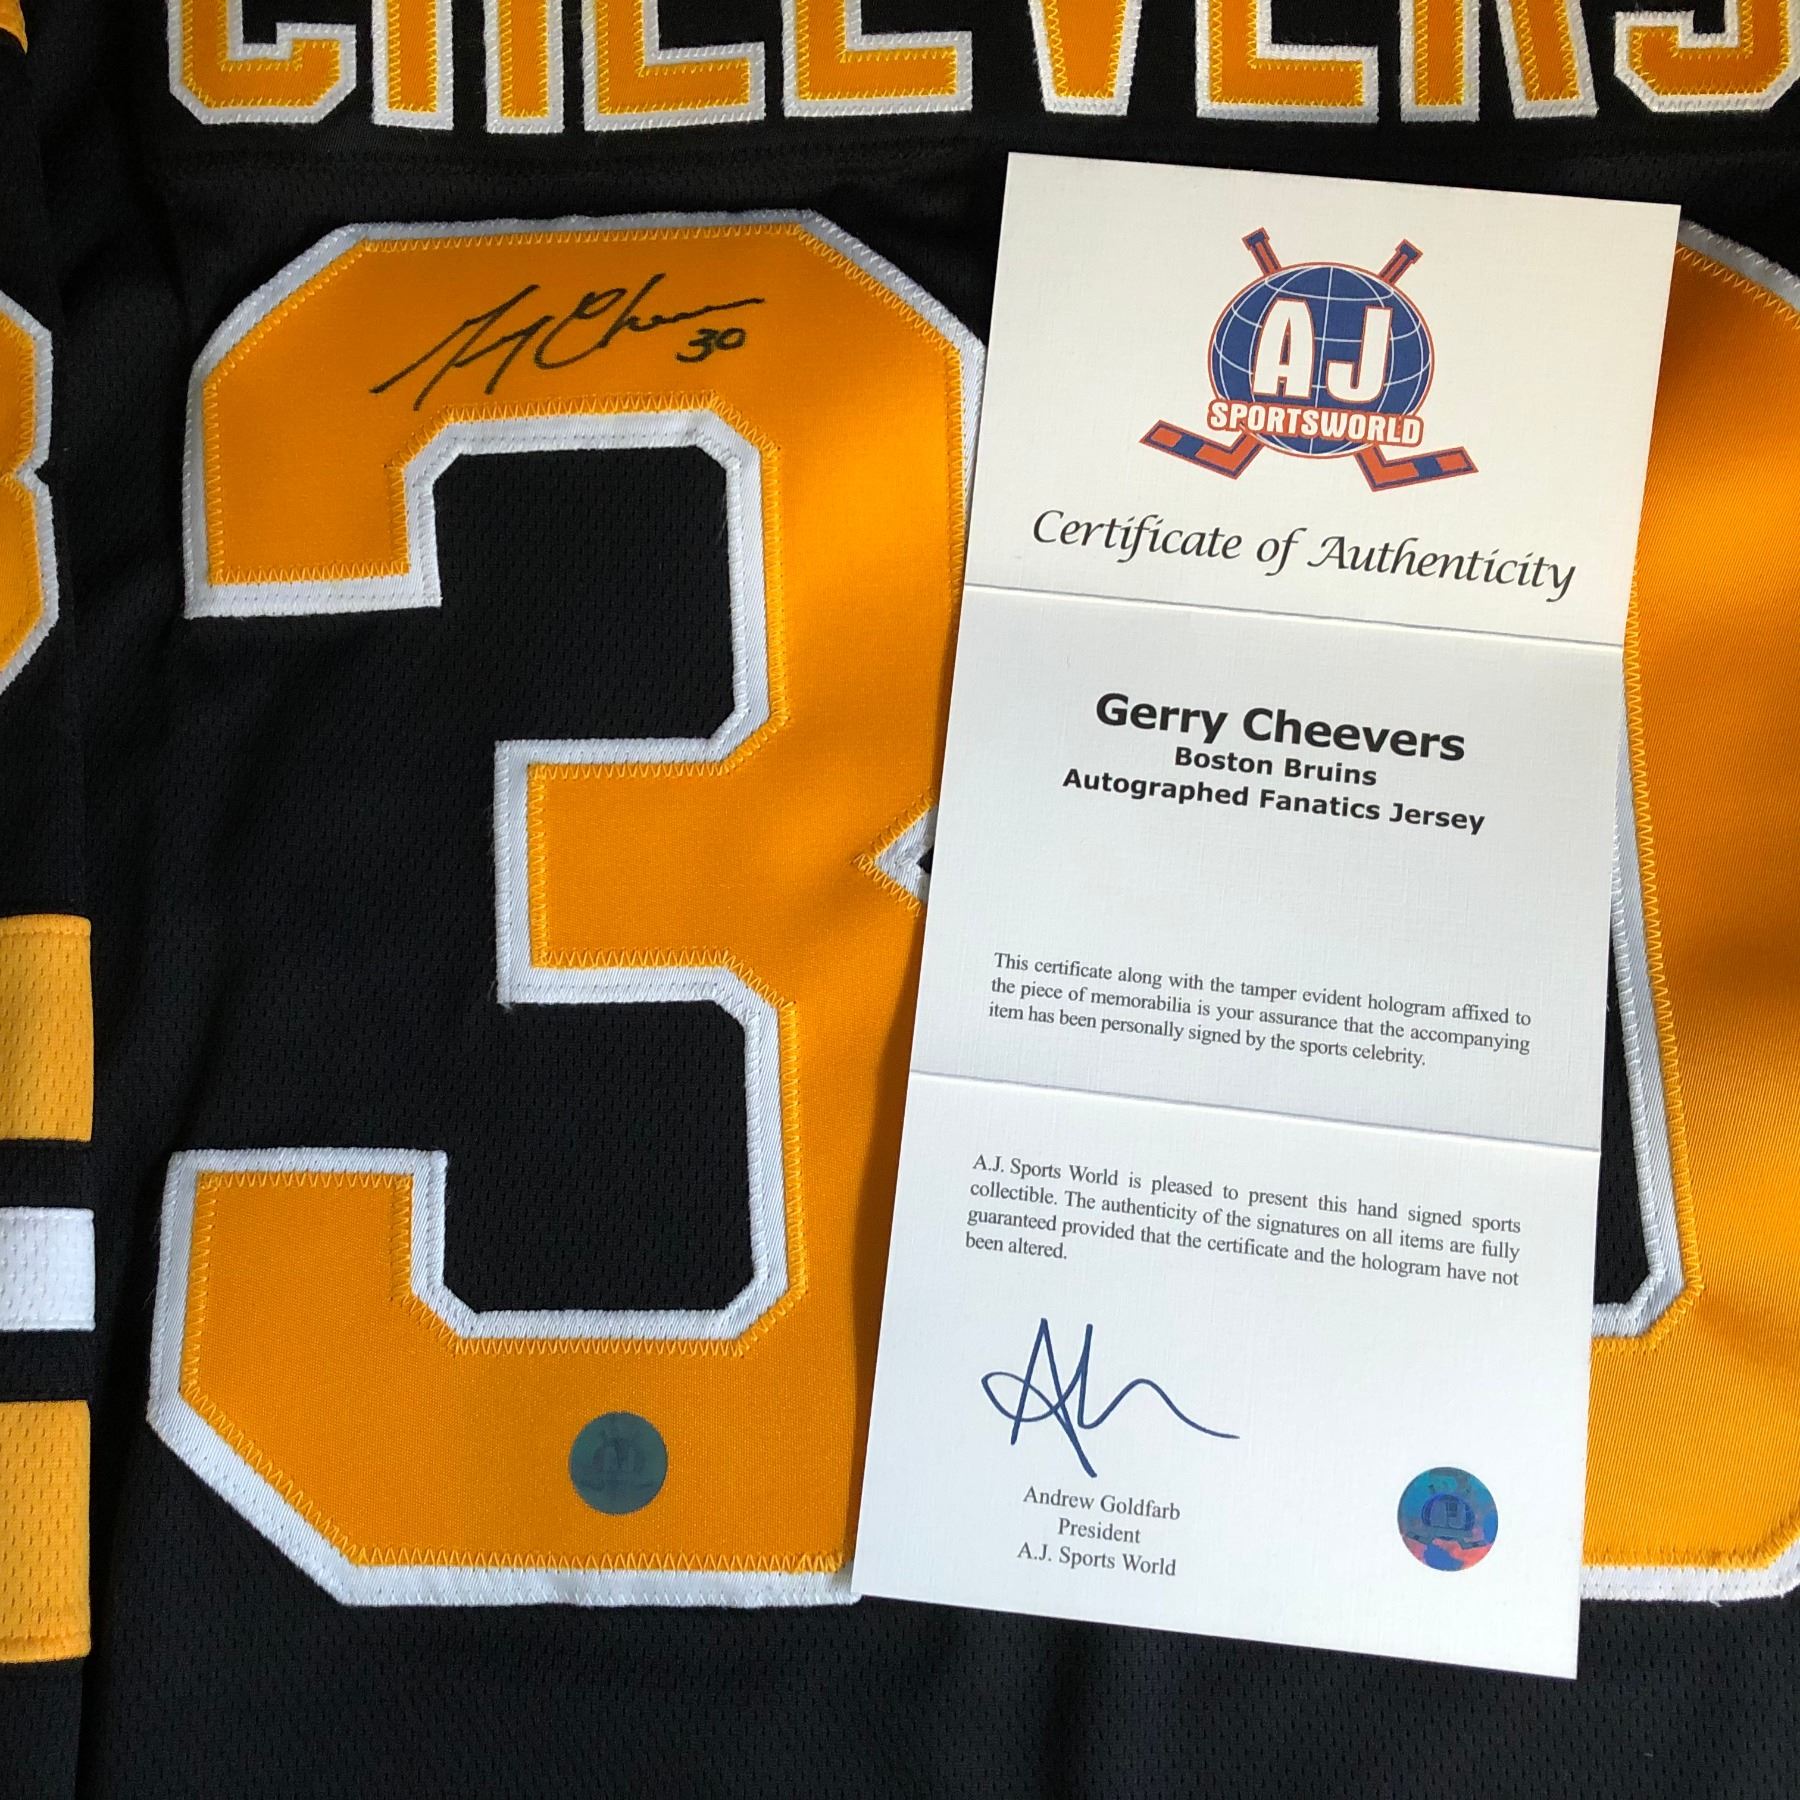 CHEEVERS
Gerry Cheevers
30
30
AJ
SPORTSWORLD
Certificate of Authenticity
Gerry Cheevers
Boston Bruins
Autographed Fanatics Jersey
This certificate along with the tamper evident hologram affixed to
the piece of memorabilia is your assurance that the accompanying
item has been personally signed by the sports celebrity.
A.J. Sports World is pleased to present this hand signed sports
collectible. The authenticity of the signatures on all items are fully
guaranteed provided that the certificate and the hologram have not
been altered.
Andrew Goldfarb
President
A.J. Sports World
AJ